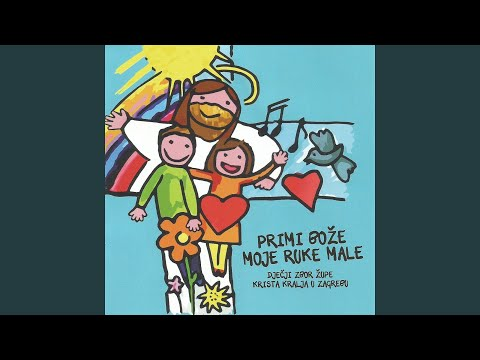 PRIMI BOŽE
MOJE RUKE MALE
DJEČJI ZBOR ŽUPE
KRISTA KRALJA U ZAGREBU